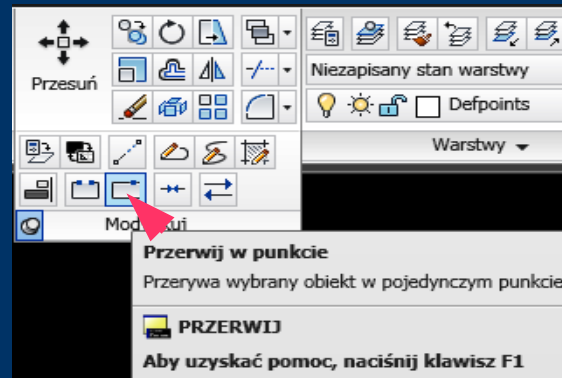 Przesuń
Niezapisany stan warstwy
Defpoints
Warstwy
Przerwij w punkcie
Przerywa wybrany obiekt w pojedynczym punkcie
PRZERWIJ
Aby uzyskać pomoc, naciśnij klawisz F1